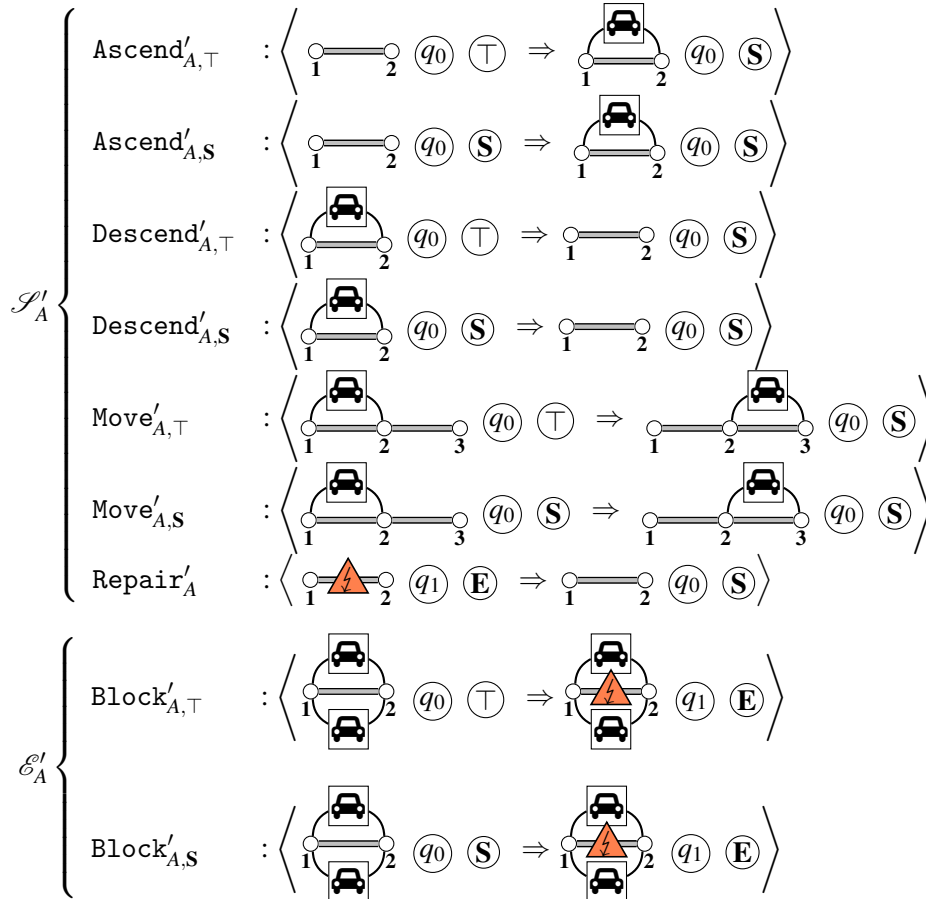 𝒮′_A { Ascend′_{A,⊤} : ⟨ 1 2 q₀ ⊤ ⇒ 1 2 q₀ S ⟩
Ascend′_{A,S} : ⟨ 1 2 q₀ S ⇒ 1 2 q₀ S ⟩
Descend′_{A,⊤} : ⟨ 1 2 q₀ ⊤ ⇒ 1 2 q₀ S ⟩
Descend′_{A,S} : ⟨ 1 2 q₀ S ⇒ 1 2 q₀ S ⟩
Move′_{A,⊤} : ⟨ 1 2 3 q₀ ⊤ ⇒ 1 2 3 q₀ S ⟩
Move′_{A,S} : ⟨ 1 2 3 q₀ S ⇒ 1 2 3 q₀ S ⟩
Repair′_A : ⟨ 1 2 q₁ E ⇒ 1 2 q₀ S ⟩
ℰ′_A { Block′_{A,⊤} : ⟨ 1 2 q₀ ⊤ ⇒ 1 2 q₁ E ⟩
Block′_{A,S} : ⟨ 1 2 q₀ S ⇒ 1 2 q₁ E ⟩